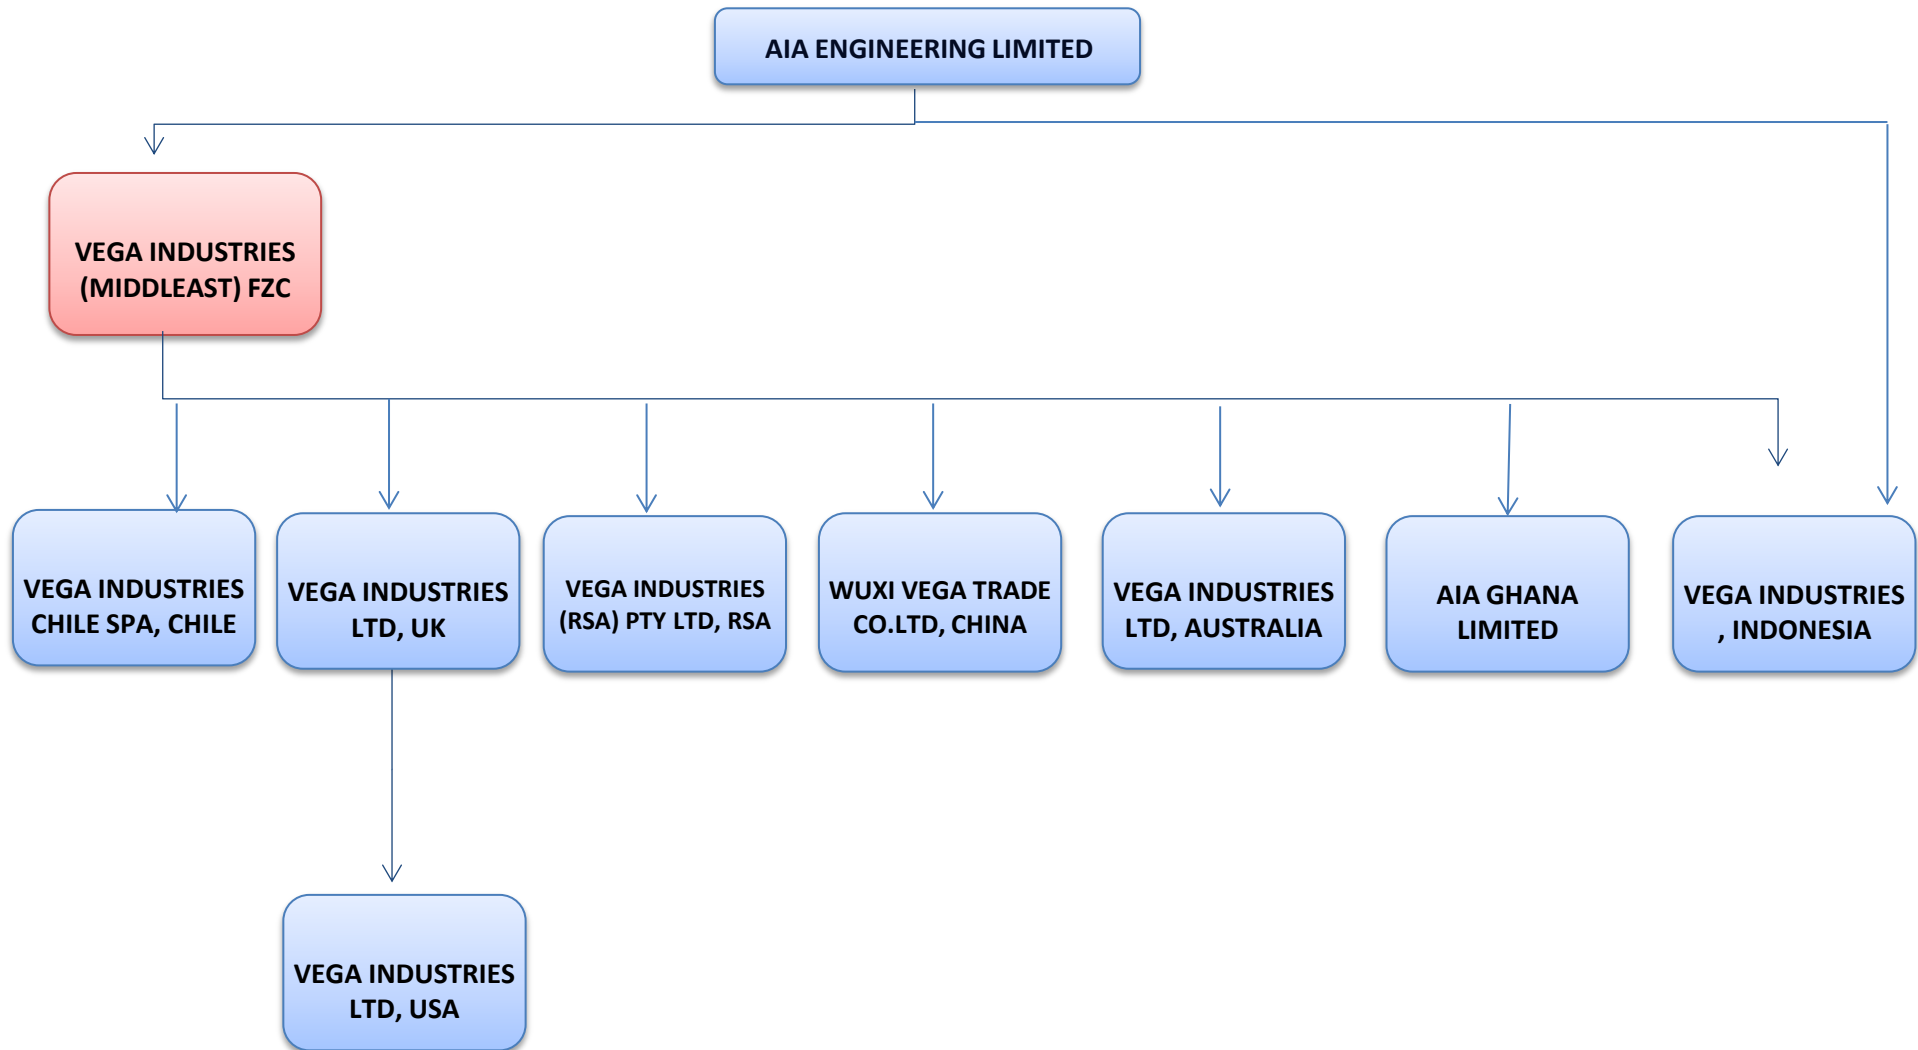 AIA ENGINEERING LIMITED
VEGA INDUSTRIES
(MIDDLEAST) FZC
VEGA INDUSTRIES
CHILE SPA, CHILE
VEGA INDUSTRIES
LTD, UK
VEGA INDUSTRIES
(RSA) PTY LTD, RSA
WUXI VEGA TRADE
CO.LTD, CHINA
VEGA INDUSTRIES
LTD, AUSTRALIA
AIA GHANA
LIMITED
VEGA INDUSTRIES
, INDONESIA
VEGA INDUSTRIES
LTD, USA